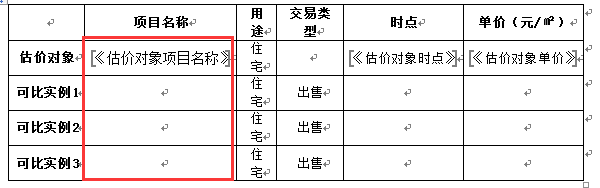 项目名称 用途 交易类型 时点 单价（元/㎡）
估价对象 [《估价对象项目名称》] 住宅 [《估价对象时点》] [《估价对象单价》]
可比实例1 住宅 出售
可比实例2 住宅 出售
可比实例3 住宅 出售